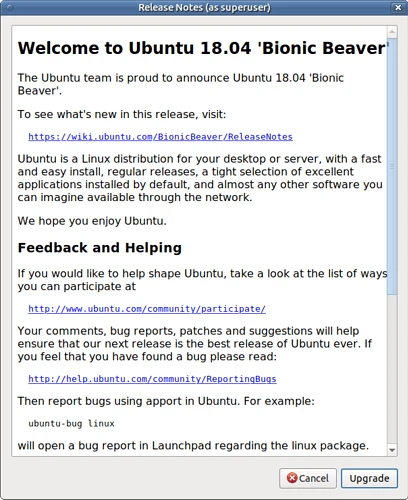 Release Notes (as superuser)
Welcome to Ubuntu 18.04 'Bionic Beaver'
The Ubuntu team is proud to announce Ubuntu 18.04 'Bionic
Beaver'.
To see what's new in this release, visit:
https://wiki.ubuntu.com/BionicBeaver/ReleaseNotes
Ubuntu is a Linux distribution for your desktop or server, with a fast
and easy install, regular releases, a tight selection of excellent
applications installed by default, and almost any other software you
can imagine available through the network.
We hope you enjoy Ubuntu.
Feedback and Helping
If you would like to help shape Ubuntu, take a look at the list of ways
you can participate at
http://www.ubuntu.com/community/participate/
Your comments, bug reports, patches and suggestions will help
ensure that our next release is the best release of Ubuntu ever. If
you feel that you have found a bug please read:
http://help.ubuntu.com/community/ReportingBugs
Then report bugs using apport in Ubuntu. For example:
ubuntu-bug linux
will open a bug report in Launchpad regarding the linux package.
Cancel
Upgrade